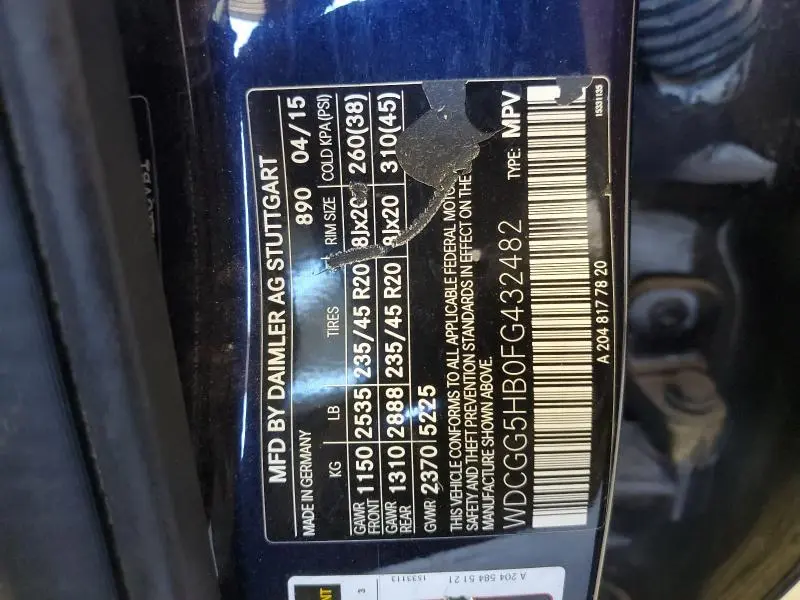 MFD BY DAIMLER AG STUTTGART
MADE IN GERMANY 890 04/15
KG LB TIRES RIM SIZE COLD KPA(PSI)
GAWR FRONT 1150 2535 235/45 R20 8Jx20 260(38)
GAWR REAR 1310 2888 235/45 R20 8Jx20 310(45)
GVWR 2370 5225
THIS VEHICLE CONFORMS TO ALL APPLICABLE FEDERAL MOTOR
SAFETY AND THEFT PREVENTION STANDARDS IN EFFECT ON THE
MANUFACTURE SHOWN ABOVE.
WDCGG5HB0FG432482 TYPE: MPV
A 204 817 78 20
15331135
A 204 584 51 21